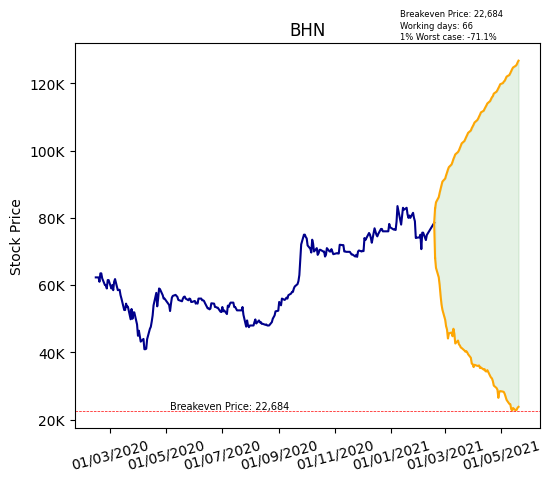 Breakeven Price: 22,684
Working days: 66
1% Worst case: -71.1%
BHN
Stock Price
120K
100K
80K
60K
40K
20K
Breakeven Price: 22,684
01/03/2020
01/05/2020
01/07/2020
01/09/2020
01/11/2020
01/01/2021
01/03/2021
01/05/2021